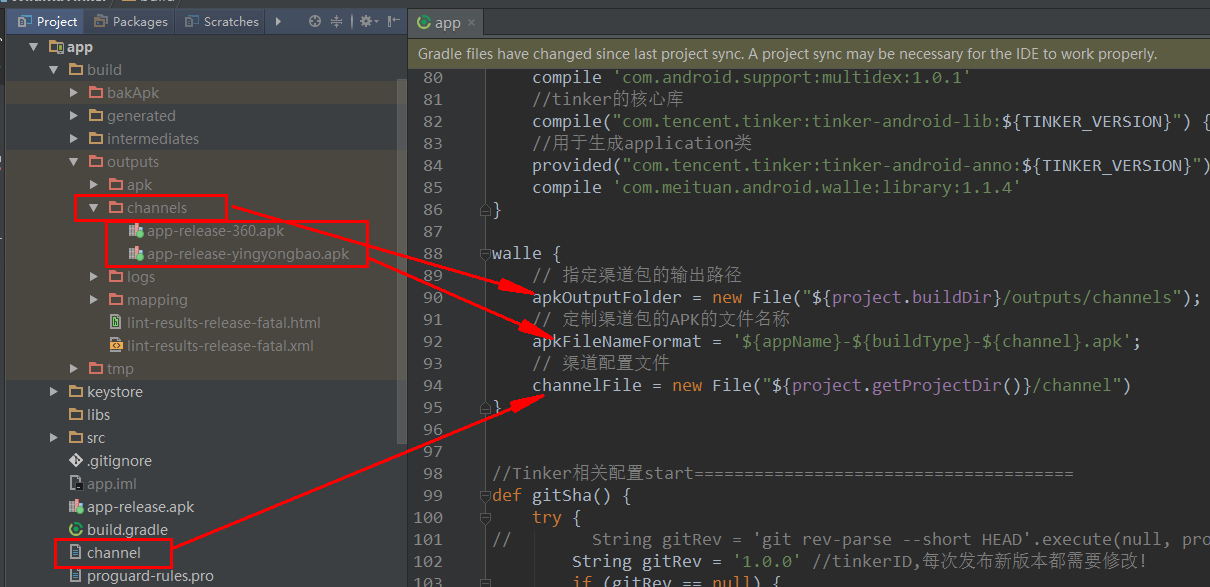 Project Packages Scratches
app
build
bakApk
generated
intermediates
outputs
apk
channels
app-release-360.apk
app-release-yingyongbao.apk
logs
mapping
lint-results-release-fatal.html
lint-results-release-fatal.xml
tmp
keystore
libs
src
.gitignore
app.iml
app-release.apk
build.gradle
channel
proguard-rules.pro
app
Gradle files have changed since last project sync. A project sync may be necessary for the IDE to work properly.
80 compile 'com.android.support:multidex:1.0.1'
81 //tinker的核心库
82 compile("com.tencent.tinker:tinker-android-lib:${TINKER_VERSION}") {
83 //用于生成application类
84 provided("com.tencent.tinker:tinker-android-anno:${TINKER_VERSION}")
85 compile 'com.meituan.android.walle:library:1.1.4'
86 }
87
88 walle {
89 // 指定渠道包的输出路径
90 apkOutputFolder = new File("${project.buildDir}/outputs/channels");
91 // 定制渠道包的APK的文件名称
92 apkFileNameFormat = '${appName}-${buildType}-${channel}.apk';
93 // 渠道配置文件
94 channelFile = new File("${project.getProjectDir()}/channel")
95 }
96
97
98 //Tinker相关配置start======================================
99 def gitSha() {
100 try {
101 // String gitRev = 'git rev-parse --short HEAD'.execute(null, pro
102 String gitRev = '1.0.0' //tinkerID,每次发布新版本都需要修改!
103 if (gitRev == null) {